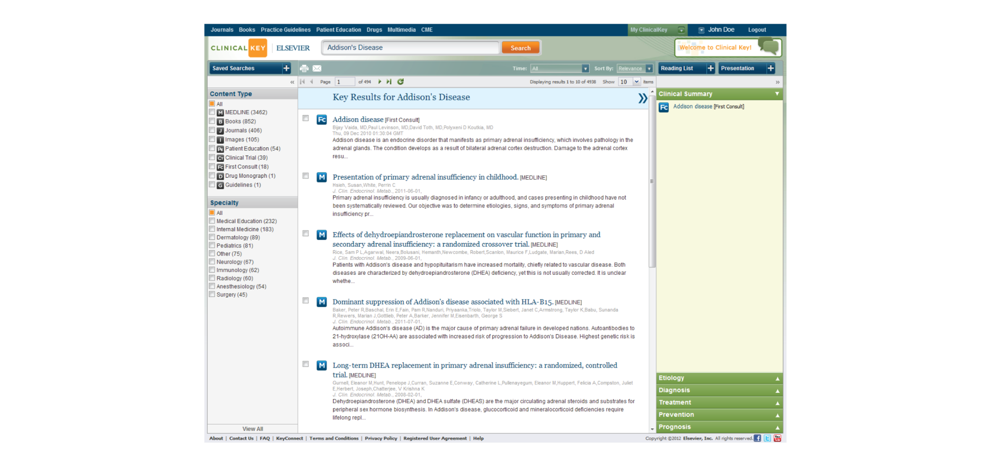 Journals Books Practice Guidelines Patient Education Drugs Multimedia CME
My ClinicalKey John Doe Logout
CLINICAL KEY ELSEVIER
Addison's Disease
Search
Welcome to Clinical Key!
Saved Searches +
Time: All Sort By: Relevance
Reading List + Presentation +
« Page 1 of 494 Displaying results 1 to 10 of 4938 Show 10 items »
Content Type
All
M MEDLINE (3462)
B Books (852)
J Journals (406)
I Images (105)
PE Patient Education (54)
CT Clinical Trial (39)
FC First Consult (18)
D Drug Monograph (1)
G Guidelines (1)
Specialty
All
Medical Education (232)
Internal Medicine (183)
Dermatology (89)
Pediatrics (81)
Other (75)
Neurology (67)
Immunology (62)
Radiology (60)
Anesthesiology (54)
Surgery (45)
View All
Key Results for Addison's Disease »
Fc Addison disease [First Consult]
Bijay Vaida, MD,Paul Levinson, MD,David Toth, MD,Polyxeni D Koutkia, MD
Thu, 09 Dec 2010 01:30:04 GMT
Addison disease is an endocrine disorder that manifests as primary adrenal insufficiency, which involves pathology in the
adrenal glands. The condition develops as a result of bilateral adrenal cortex destruction. Damage to the adrenal cortex
resu...
M Presentation of primary adrenal insufficiency in childhood. [MEDLINE]
Hsieh, Susan,White, Perrin C
J. Clin. Endocrinol. Metab., 2011-06-01,
Primary adrenal insufficiency is usually diagnosed in infancy or adulthood, and cases presenting in childhood have not
been systematically reviewed. Our objective was to determine etiologies, signs, and symptoms of primary adrenal
insufficiency pr...
M Effects of dehydroepiandrosterone replacement on vascular function in primary and
secondary adrenal insufficiency: a randomized crossover trial. [MEDLINE]
Rice, Sam P L,Agarwal, Neera,Bolusani, Hemanth,Newcombe, Robert,Scanlon, Maurice F,Ludgate, Marian,Rees, D Aled
J. Clin. Endocrinol. Metab., 2009-06-01,
Patients with Addison's disease and hypopituitarism have increased mortality, chiefly related to vascular disease. Both
diseases are characterized by dehydroepiandrosterone (DHEA) deficiency, yet this is not usually corrected. It is unclear
whethe...
M Dominant suppression of Addison's disease associated with HLA-B15. [MEDLINE]
Baker, Peter R,Baschal, Erin E,Fain, Pam R,Nanduri, Priyaanka,Triolo, Taylor M,Siebert, Janet C,Armstrong, Taylor K,Babu, Sunanda
R,Rewers, Marian J,Gottlieb, Peter A,Barker, Jennifer M,Eisenbarth, George S
J. Clin. Endocrinol. Metab., 2011-07-01,
Autoimmune Addison's disease (AD) is the major cause of primary adrenal failure in developed nations. Autoantibodies to
21-hydroxylase (21OH-AA) are associated with increased risk of progression to Addison's Disease. Highest genetic risk is
associ...
M Long-term DHEA replacement in primary adrenal insufficiency: a randomized, controlled
trial. [MEDLINE]
Gurnell, Eleanor M,Hunt, Penelope J,Curran, Suzanne E,Conway, Catherine L,Pullenayegum, Eleanor M,Huppert, Felicia A,Compston, Juliet
E,Herbert, Joseph,Chatterjee, V Krishna K
J. Clin. Endocrinol. Metab., 2008-02-01,
Dehydroepiandrosterone (DHEA) and DHEA sulfate (DHEAS) are the major circulating adrenal steroids and substrates for
peripheral sex hormone biosynthesis. In Addison's disease, glucocorticoid and mineralocorticoid deficiencies require
lifelong repl...
Clinical Summary
Fc Addison disease [First Consult]
Etiology
Diagnosis
Treatment
Prevention
Prognosis
About | Contact Us | FAQ | KeyConnect | Terms and Conditions | Privacy Policy | Registered User Agreement | Help
Copyright ©2012 Elsevier, Inc. All rights reserved. f t You Tube